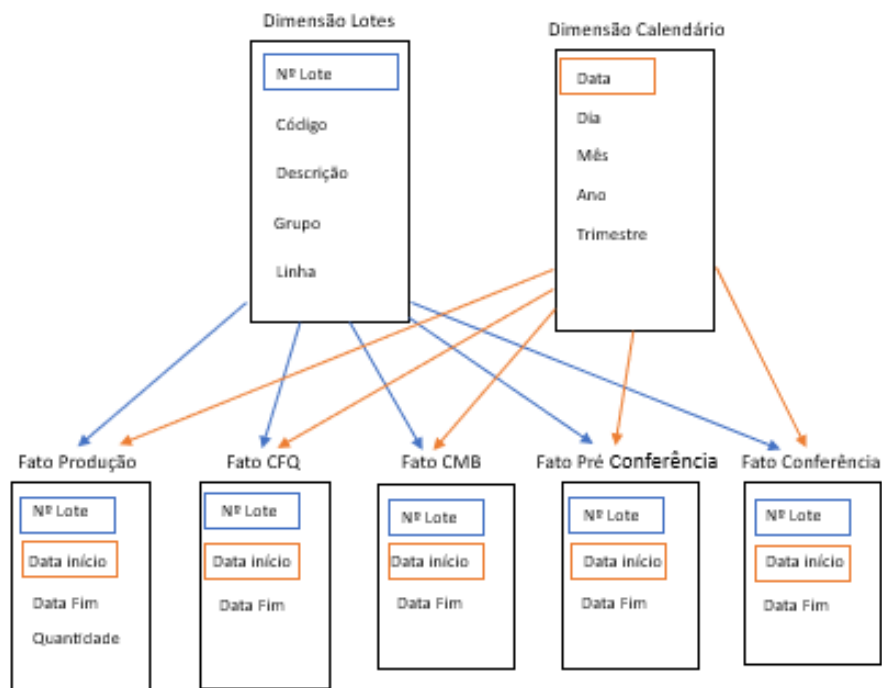 Dimensão Lotes
Nº Lote
Código
Descrição
Grupo
Linha
Dimensão Calendário
Data
Dia
Mês
Ano
Trimestre
Fato Produção
Nº Lote
Data início
Data Fim
Quantidade
Fato CFQ
Nº Lote
Data início
Data Fim
Fato CMB
Nº Lote
Data início
Data Fim
Fato Pré Conferência
Nº Lote
Data início
Data Fim
Fato Conferência
Nº Lote
Data início
Data Fim